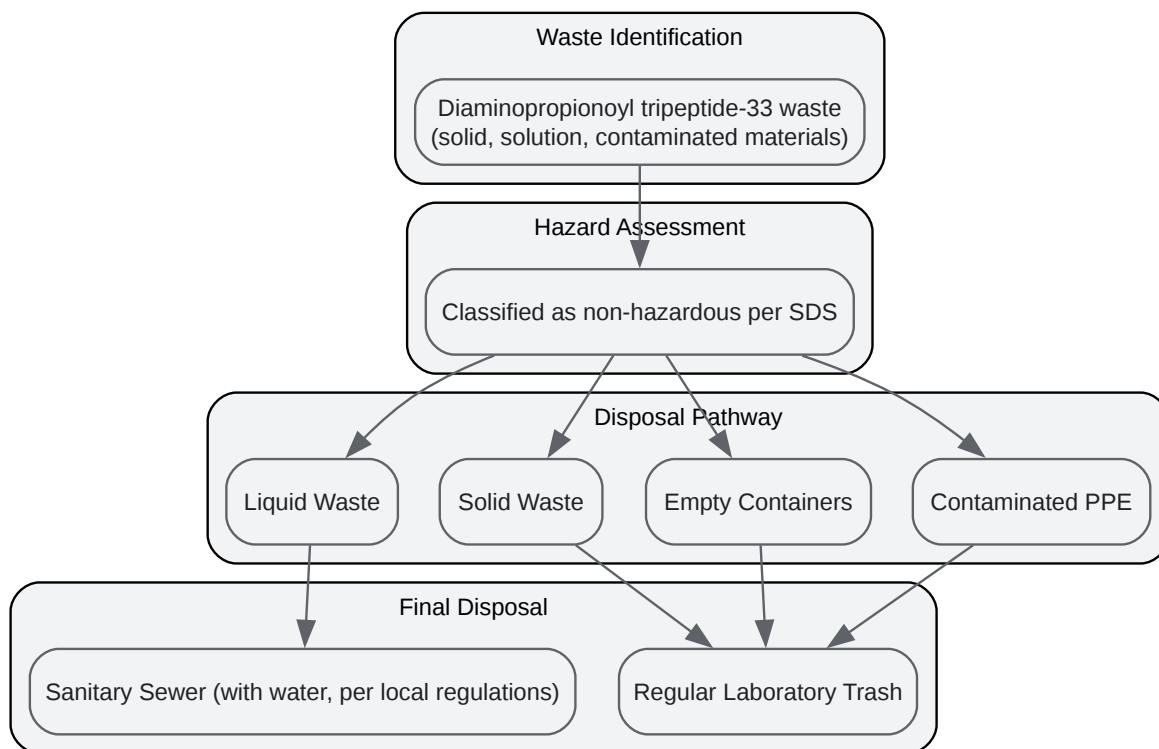 Waste Identification
Diaminopropionoyl tripeptide-33 waste
(solid, solution, contaminated materials)
Hazard Assessment
Classified as non-hazardous per SDS
Disposal Pathway
Liquid Waste
Solid Waste
Empty Containers
Contaminated PPE
Final Disposal
Sanitary Sewer (with water, per local regulations)
Regular Laboratory Trash